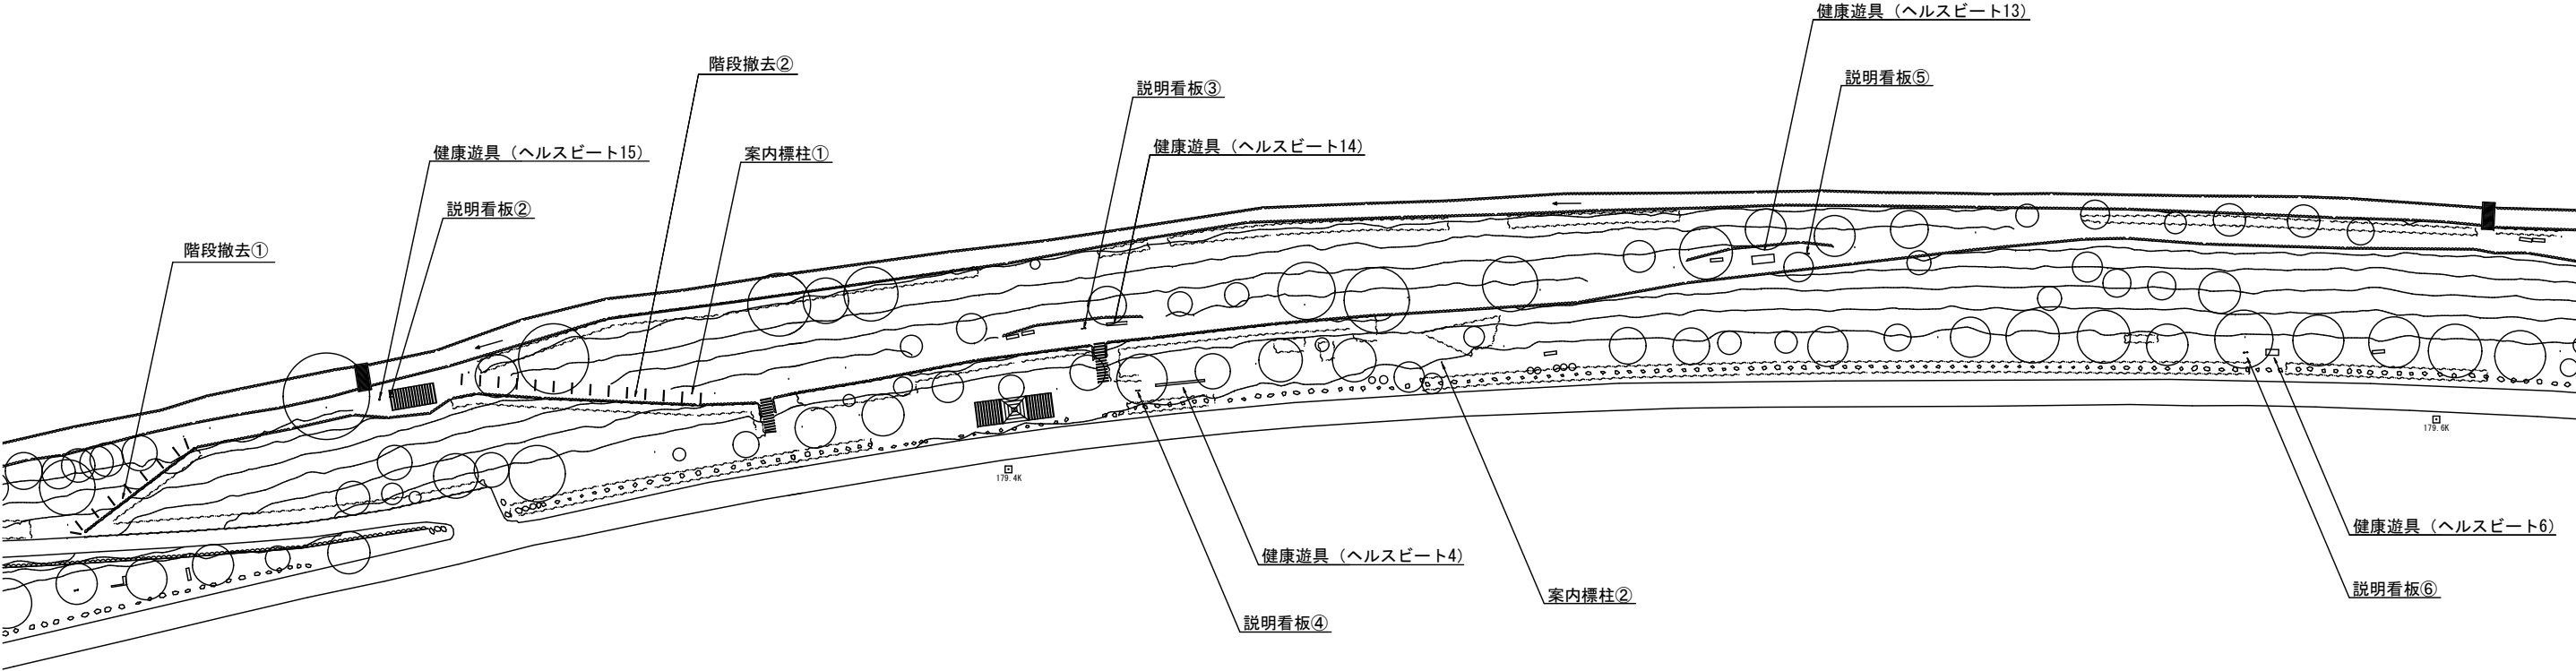 健康遊具（ヘルスビート13）
階段撤去②
説明看板⑤
説明看板③
健康遊具（ヘルスビート14）
健康遊具（ヘルスビート15）
案内標柱①
説明看板②
階段撤去①
179.6K
179.4K
健康遊具（ヘルスビート6）
健康遊具（ヘルスビート4）
説明看板⑥
案内標柱②
説明看板④